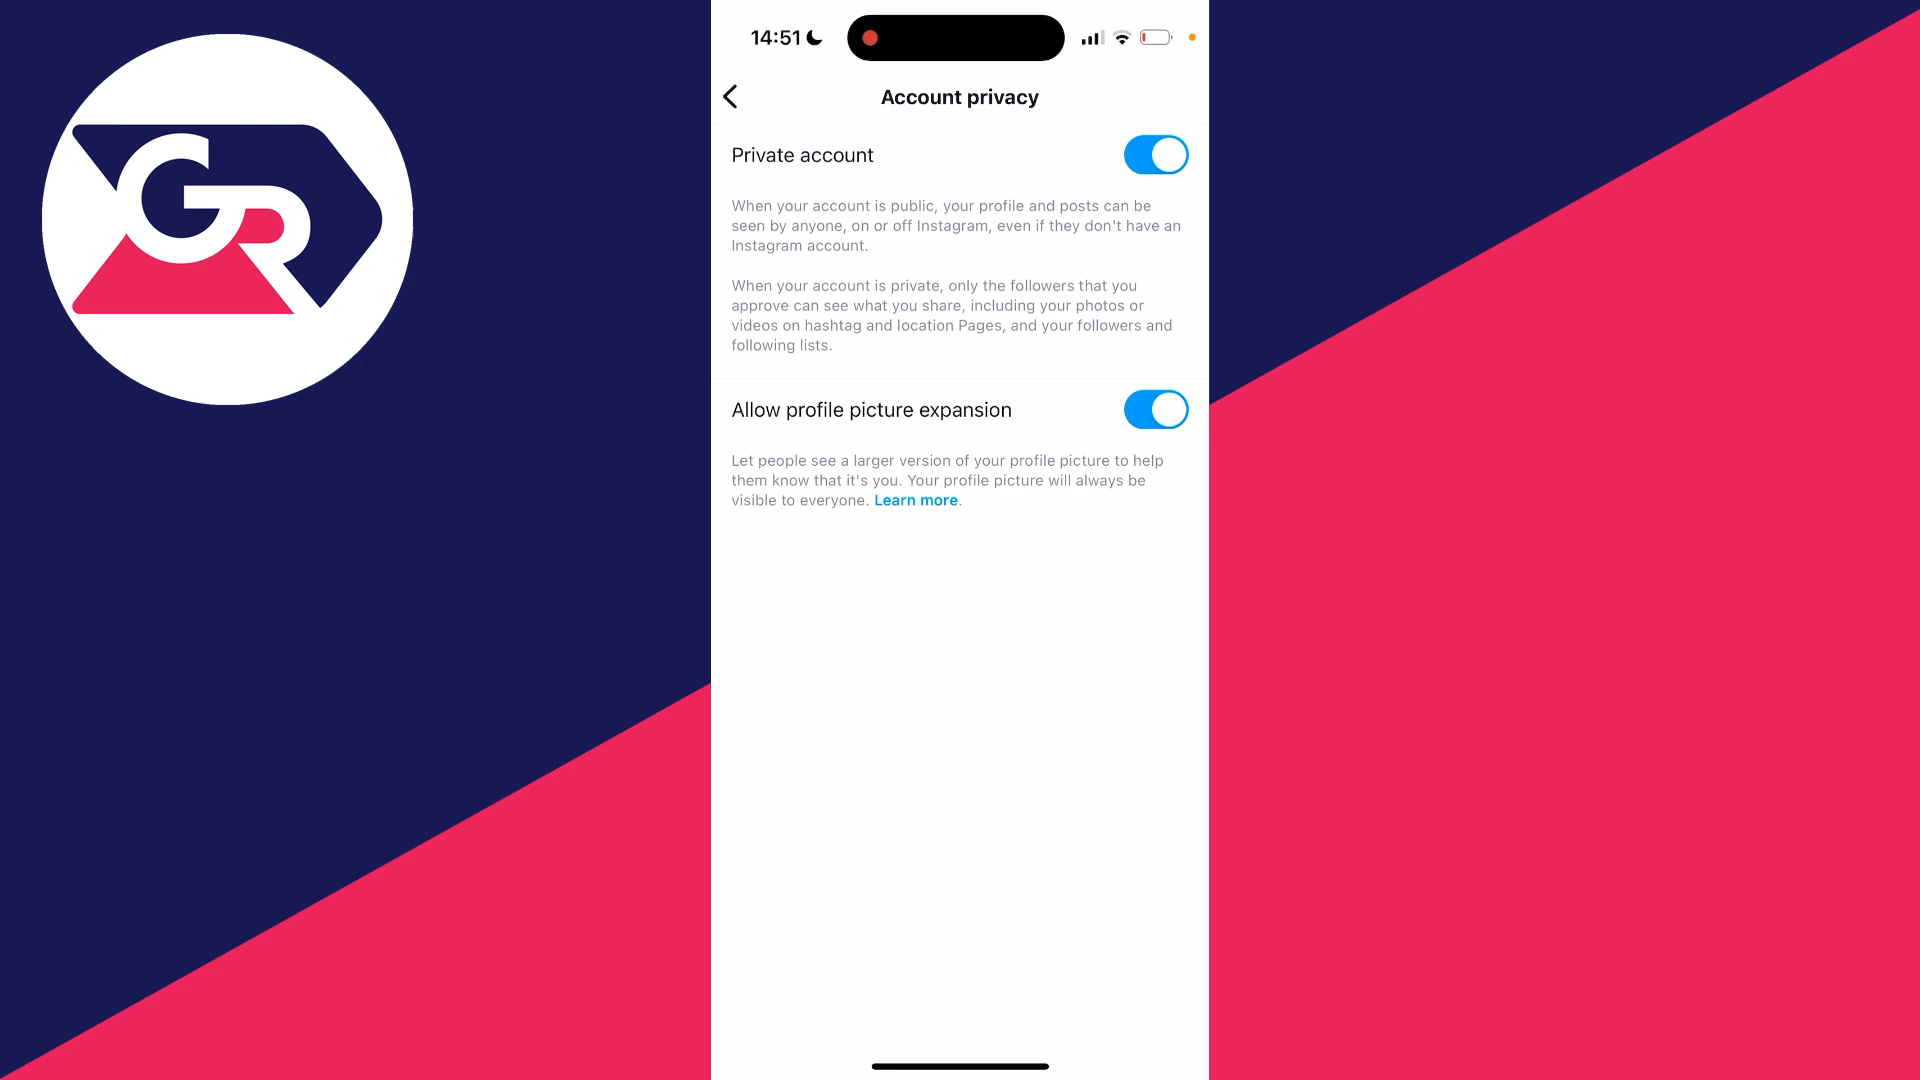 GR
14:51
Account privacy
Private account
When your account is public, your profile and posts can be
seen by anyone, on or off Instagram, even if they don't have an
Instagram account.
When your account is private, only the followers that you
approve can see what you share, including your photos or
videos on hashtag and location Pages, and your followers and
following lists.
Allow profile picture expansion
Let people see a larger version of your profile picture to help
them know that it's you. Your profile picture will always be
visible to everyone. Learn more.